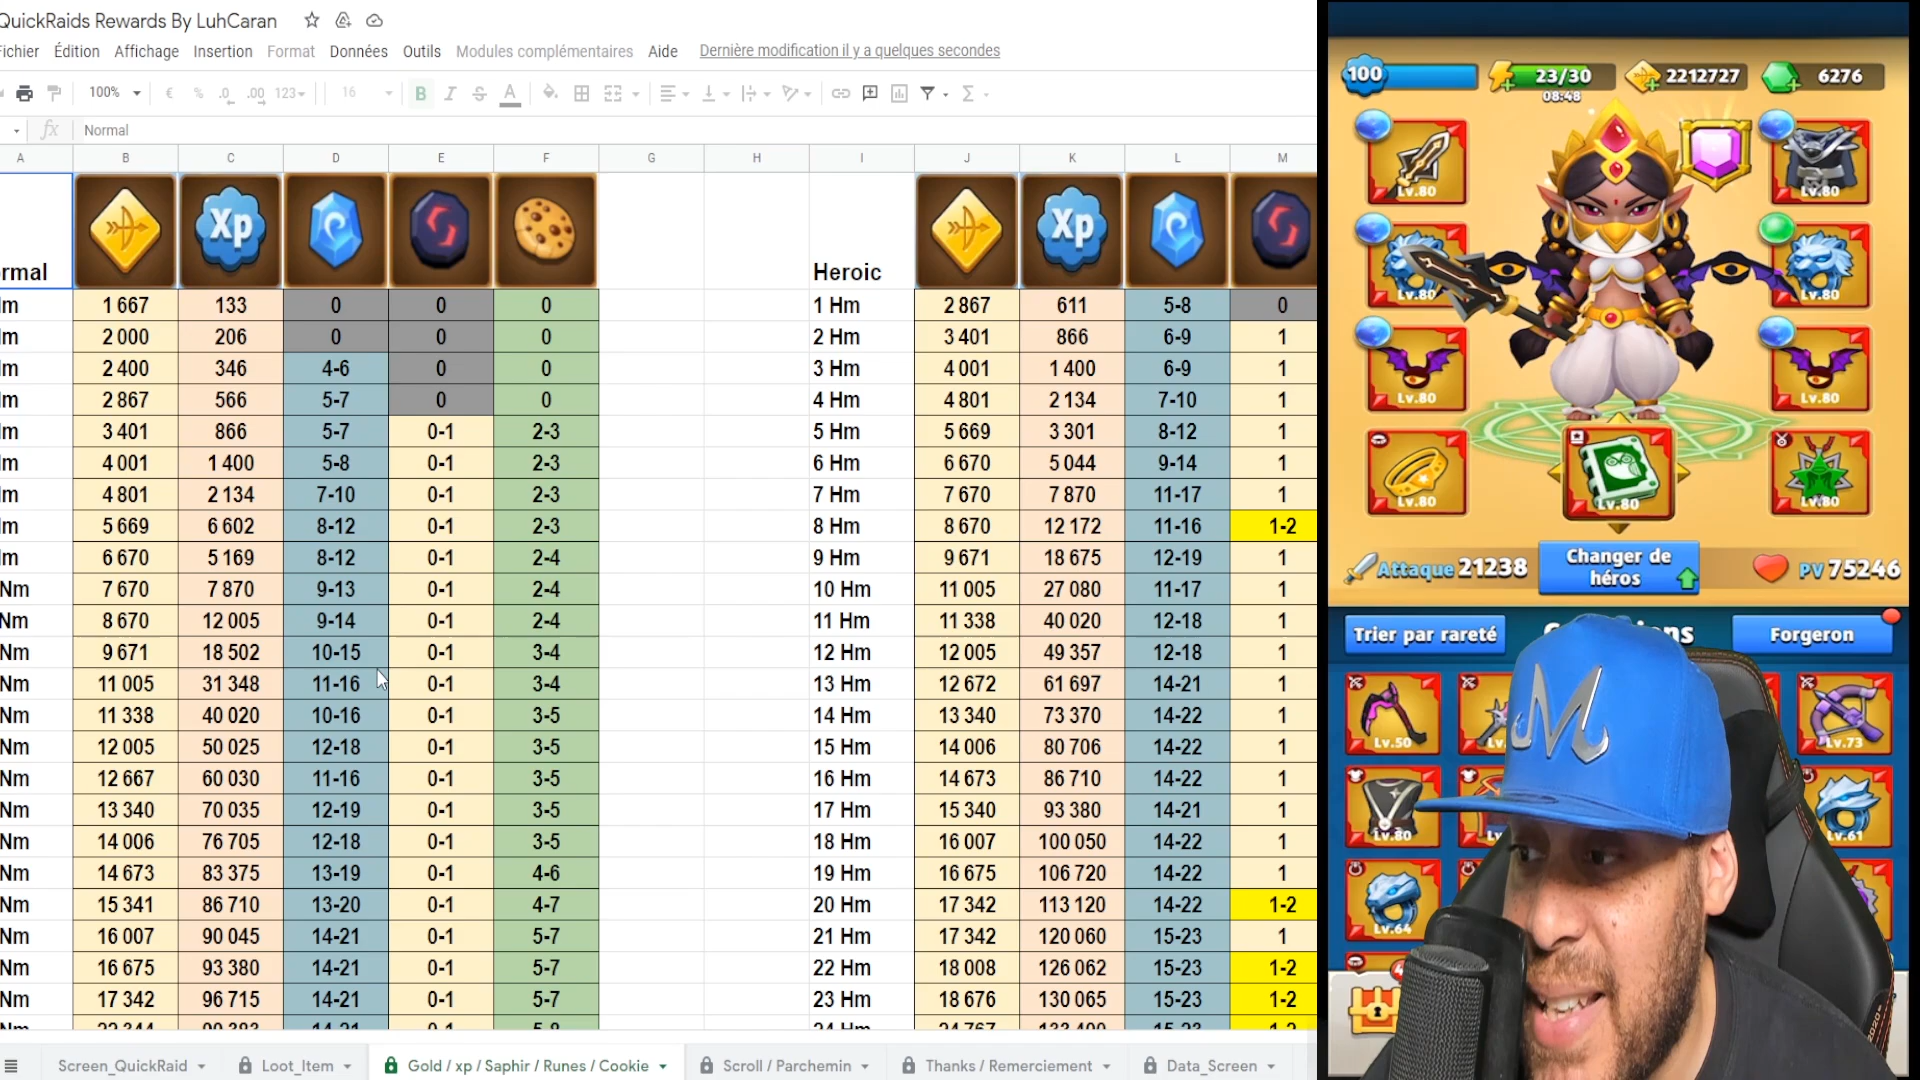 QuickRaids Rewards By LuhCaran
Fichier Édition Affichage Insertion Format Données Outils Modules complémentaires Aide Dernière modification il y a quelques secondes
100% € % .0 .00 123 16 B I S A Σ
fx Normal
A B C D E F G H I J K L M
Xp Xp
rmal Heroic
lm 1 667 133 0 0 0 1 Hm 2 867 611 5-8 0
lm 2 000 206 0 0 0 2 Hm 3 401 866 6-9 1
lm 2 400 346 4-6 0 0 3 Hm 4 001 1 400 6-9 1
lm 2 867 566 5-7 0 0 4 Hm 4 801 2 134 7-10 1
lm 3 401 866 5-7 0-1 2-3 5 Hm 5 669 3 301 8-12 1
lm 4 001 1 400 5-8 0-1 2-3 6 Hm 6 670 5 044 9-14 1
lm 4 801 2 134 7-10 0-1 2-3 7 Hm 7 670 7 870 11-17 1
lm 5 669 6 602 8-12 0-1 2-3 8 Hm 8 670 12 172 11-16 1-2
lm 6 670 5 169 8-12 0-1 2-4 9 Hm 9 671 18 675 12-19 1
Nm 7 670 7 870 9-13 0-1 2-4 10 Hm 11 005 27 080 11-17 1
Nm 8 670 12 005 9-14 0-1 2-4 11 Hm 11 338 40 020 12-18 1
Nm 9 671 18 502 10-15 0-1 3-4 12 Hm 12 005 49 357 12-18 1
Nm 11 005 31 348 11-16 0-1 3-4 13 Hm 12 672 61 697 14-21 1
Nm 11 338 40 020 10-16 0-1 3-5 14 Hm 13 340 73 370 14-22 1
Nm 12 005 50 025 12-18 0-1 3-5 15 Hm 14 006 80 706 14-22 1
Nm 12 667 60 030 11-16 0-1 3-5 16 Hm 14 673 86 710 14-22 1
Nm 13 340 70 035 12-19 0-1 3-5 17 Hm 15 340 93 380 14-21 1
Nm 14 006 76 705 12-18 0-1 3-5 18 Hm 16 007 100 050 14-22 1
Nm 14 673 83 375 13-19 0-1 4-6 19 Hm 16 675 106 720 14-22 1
Nm 15 341 86 710 13-20 0-1 4-7 20 Hm 17 342 113 120 14-22 1-2
Nm 16 007 90 045 14-21 0-1 5-7 21 Hm 17 342 120 060 15-23 1
Nm 16 675 93 380 14-21 0-1 5-7 22 Hm 18 008 126 062 15-23 1-2
Nm 17 342 96 715 14-21 0-1 5-7 23 Hm 18 676 130 065 15-23 1-2
Screen_QuickRaid Loot_Item Gold / xp / Saphir / Runes / Cookie Scroll / Parchemin Thanks / Remerciement Data_Screen
100 23/30 2212727 6276
08:48
Lv.80 Lv.80
Lv.80 Lv.80
Lv.80 Lv.80
Lv.80 Lv.80 Lv.80
Attaque 21238 Changer de héros PV 75246
Trier par rareté Forgeron
Lv.50 Lv.73
Lv.80 Lv.61
Lv.64
M
2020